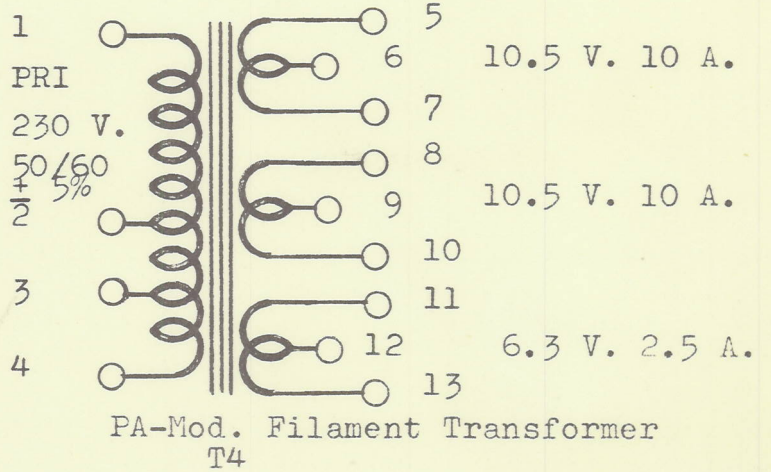 1
PRI
230 V.
50/60
± 5%
2
3
4
5
6
10.5 V. 10 A.
7
8
9
10.5 V. 10 A.
10
11
12
6.3 V. 2.5 A.
13
PA-Mod. Filament Transformer
T4